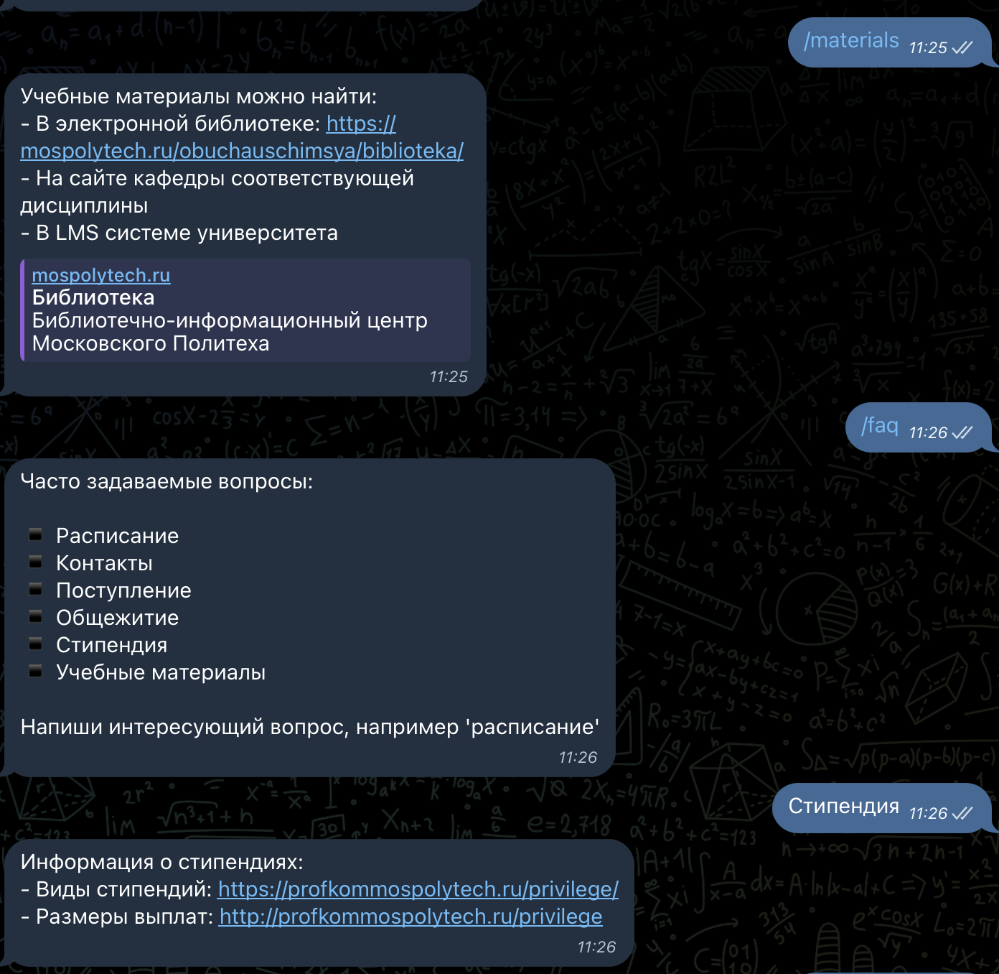 /materials 11:25
Учебные материалы можно найти:
- В электронной библиотеке: https://
mospolytech.ru/obuchauschimsya/biblioteka/
- На сайте кафедры соответствующей
дисциплины
- В LMS системе университета
mospolytech.ru
Библиотека
Библиотечно-информационный центр
Московского Политеха
11:25
/faq 11:26
Часто задаваемые вопросы:
Расписание
Контакты
Поступление
Общежитие
Стипендия
Учебные материалы
Напиши интересующий вопрос, например 'расписание'
11:26
Стипендия 11:26
Информация о стипендиях:
- Виды стипендий: https://profkommospolytech.ru/privilege/
- Размеры выплат: http://profkommospolytech.ru/privilege
11:26